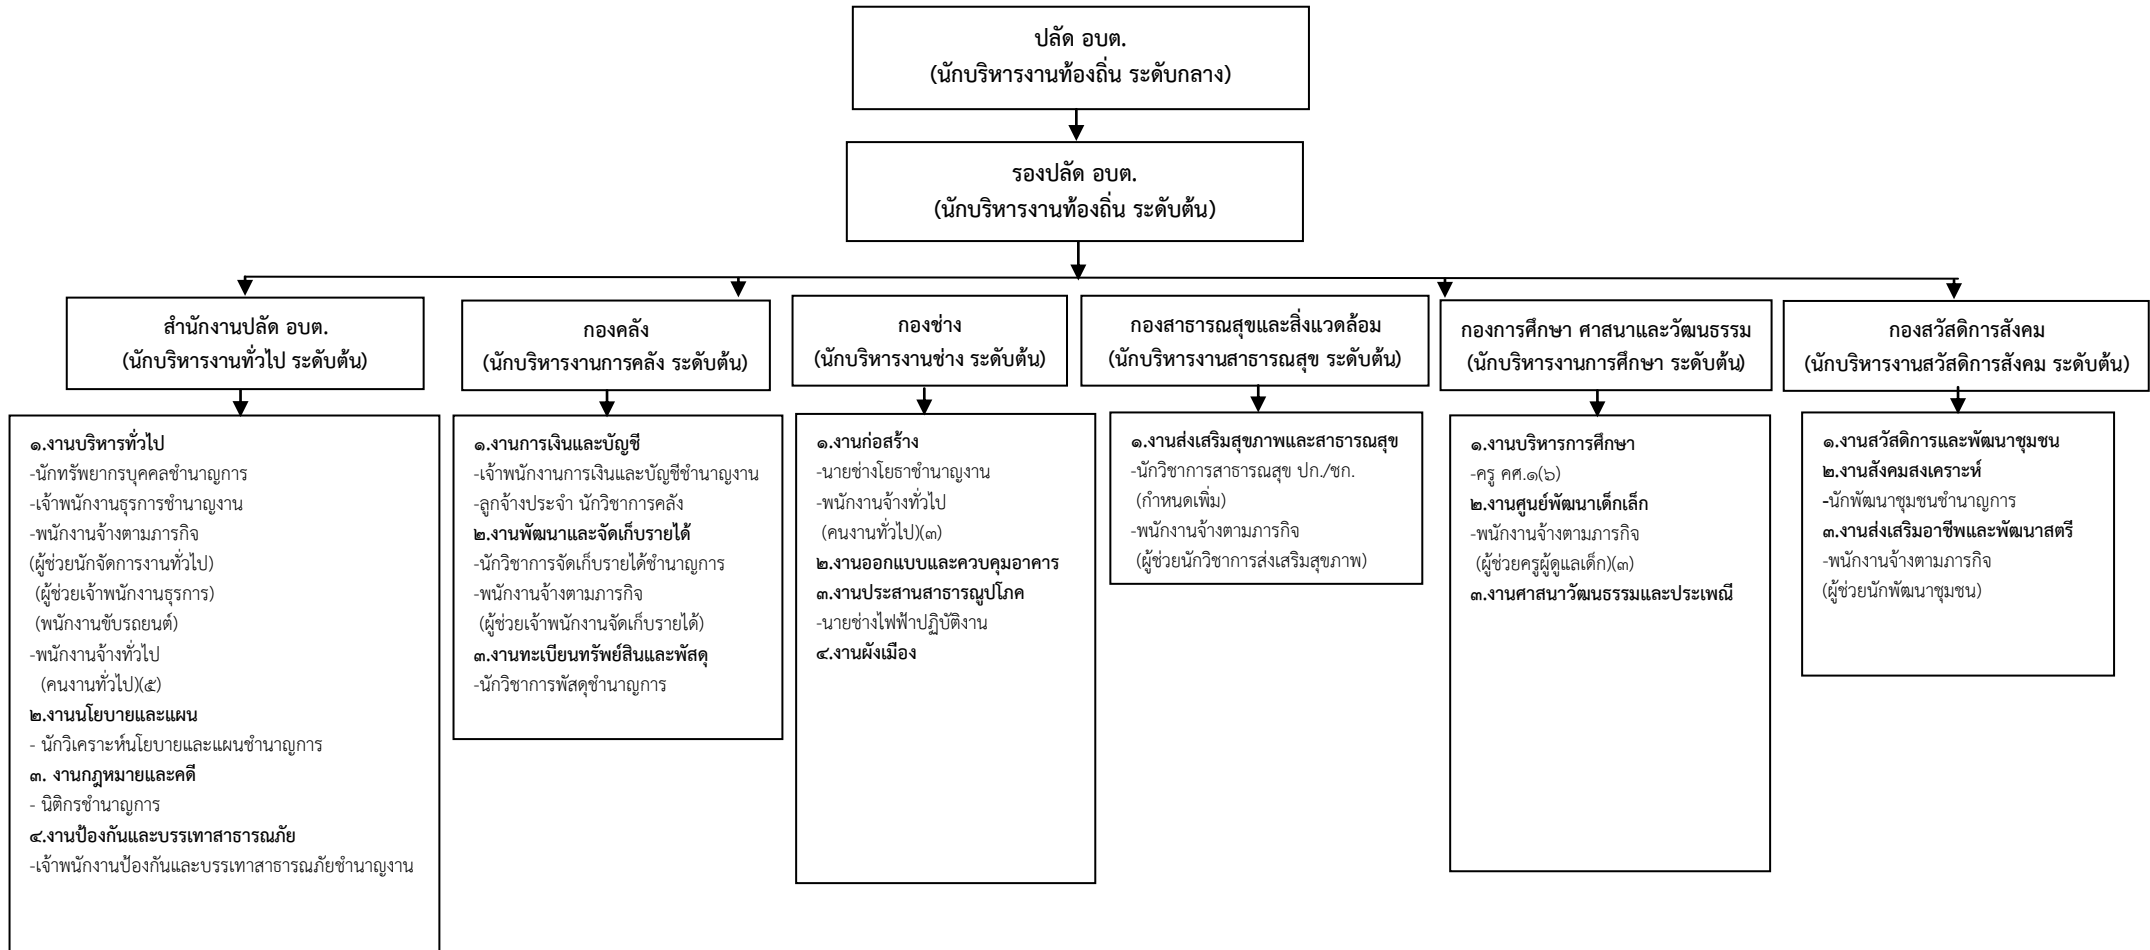 ปลัด อบต.
(นักบริหารงานท้องถิ่น ระดับกลาง)
รองปลัด อบต.
(นักบริหารงานท้องถิ่น ระดับต้น)
สำนักงานปลัด อบต.
(นักบริหารงานทั่วไป ระดับต้น)
๑.งานบริหารทั่วไป
-นักทรัพยากรบุคคลชำนาญการ
-เจ้าพนักงานธุรการชำนาญงาน
-พนักงานจ้างตามภารกิจ
(ผู้ช่วยนักจัดการงานทั่วไป)
(ผู้ช่วยเจ้าพนักงานธุรการ)
(พนักงานขับรถยนต์)
-พนักงานจ้างทั่วไป
(คนงานทั่วไป)(๕)
๒.งานนโยบายและแผน
- นักวิเคราะห์นโยบายและแผนชำนาญการ
๓. งานกฎหมายและคดี
- นิติกรชำนาญการ
๔.งานป้องกันและบรรเทาสาธารณภัย
-เจ้าพนักงานป้องกันและบรรเทาสาธารณภัยชำนาญงาน
กองคลัง
(นักบริหารงานการคลัง ระดับต้น)
๑.งานการเงินและบัญชี
-เจ้าพนักงานการเงินและบัญชีชำนาญงาน
-ลูกจ้างประจำ นักวิชาการคลัง
๒.งานพัฒนาและจัดเก็บรายได้
-นักวิชาการจัดเก็บรายได้ชำนาญการ
-พนักงานจ้างตามภารกิจ
(ผู้ช่วยเจ้าพนักงานจัดเก็บรายได้)
๓.งานทะเบียนทรัพย์สินและพัสดุ
-นักวิชาการพัสดุชำนาญการ
กองช่าง
(นักบริหารงานช่าง ระดับต้น)
๑.งานก่อสร้าง
-นายช่างโยธาชำนาญงาน
-พนักงานจ้างทั่วไป
(คนงานทั่วไป)(๓)
๒.งานออกแบบและควบคุมอาคาร
๓.งานประสานสาธารณูปโภค
-นายช่างไฟฟ้าปฏิบัติงาน
๔.งานผังเมือง
กองสาธารณสุขและสิ่งแวดล้อม
(นักบริหารงานสาธารณสุข ระดับต้น)
๑.งานส่งเสริมสุขภาพและสาธารณสุข
-นักวิชาการสาธารณสุข ปก./ชก.
(กำหนดเพิ่ม)
-พนักงานจ้างตามภารกิจ
(ผู้ช่วยนักวิชาการส่งเสริมสุขภาพ)
กองการศึกษา ศาสนาและวัฒนธรรม
(นักบริหารงานการศึกษา ระดับต้น)
๑.งานบริหารการศึกษา
-ครู คศ.๑(๖)
๒.งานศูนย์พัฒนาเด็กเล็ก
-พนักงานจ้างตามภารกิจ
(ผู้ช่วยครูผู้ดูแลเด็ก)(๓)
๓.งานศาสนาวัฒนธรรมและประเพณี
กองสวัสดิการสังคม
(นักบริหารงานสวัสดิการสังคม ระดับต้น)
๑.งานสวัสดิการและพัฒนาชุมชน
๒.งานสังคมสงเคราะห์
-นักพัฒนาชุมชนชำนาญการ
๓.งานส่งเสริมอาชีพและพัฒนาสตรี
-พนักงานจ้างตามภารกิจ
(ผู้ช่วยนักพัฒนาชุมชน)